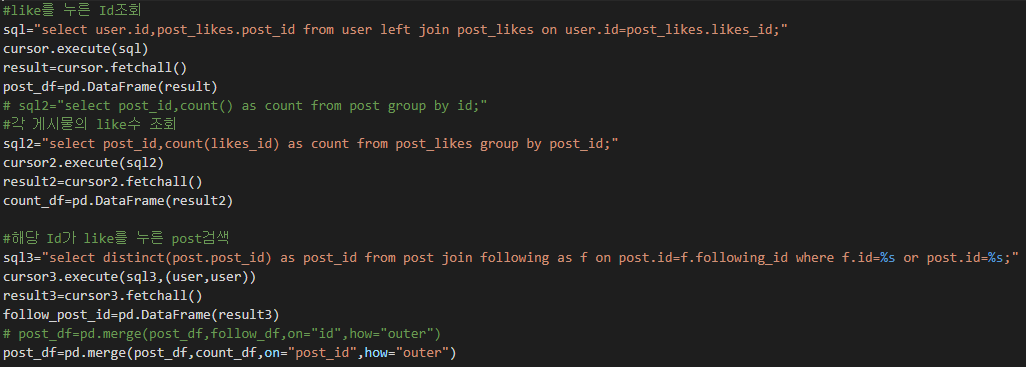 #like를 누른 Id조회
sql="select user.id,post_likes.post_id from user left join post_likes on user.id=post_likes.likes_id;"
cursor.execute(sql)
result=cursor.fetchall()
post_df=pd.DataFrame(result)
# sql2="select post_id,count() as count from post group by id;"
#각 게시물의 like수 조회
sql2="select post_id,count(likes_id) as count from post_likes group by post_id;"
cursor2.execute(sql2)
result2=cursor2.fetchall()
count_df=pd.DataFrame(result2)
#해당 Id가 like를 누른 post검색
sql3="select distinct(post.post_id) as post_id from post join following as f on post.id=f.following_id where f.id=%s or post.id=%s;"
cursor3.execute(sql3,(user,user))
result3=cursor3.fetchall()
follow_post_id=pd.DataFrame(result3)
# post_df=pd.merge(post_df,follow_df,on="id",how="outer")
post_df=pd.merge(post_df,count_df,on="post_id",how="outer")